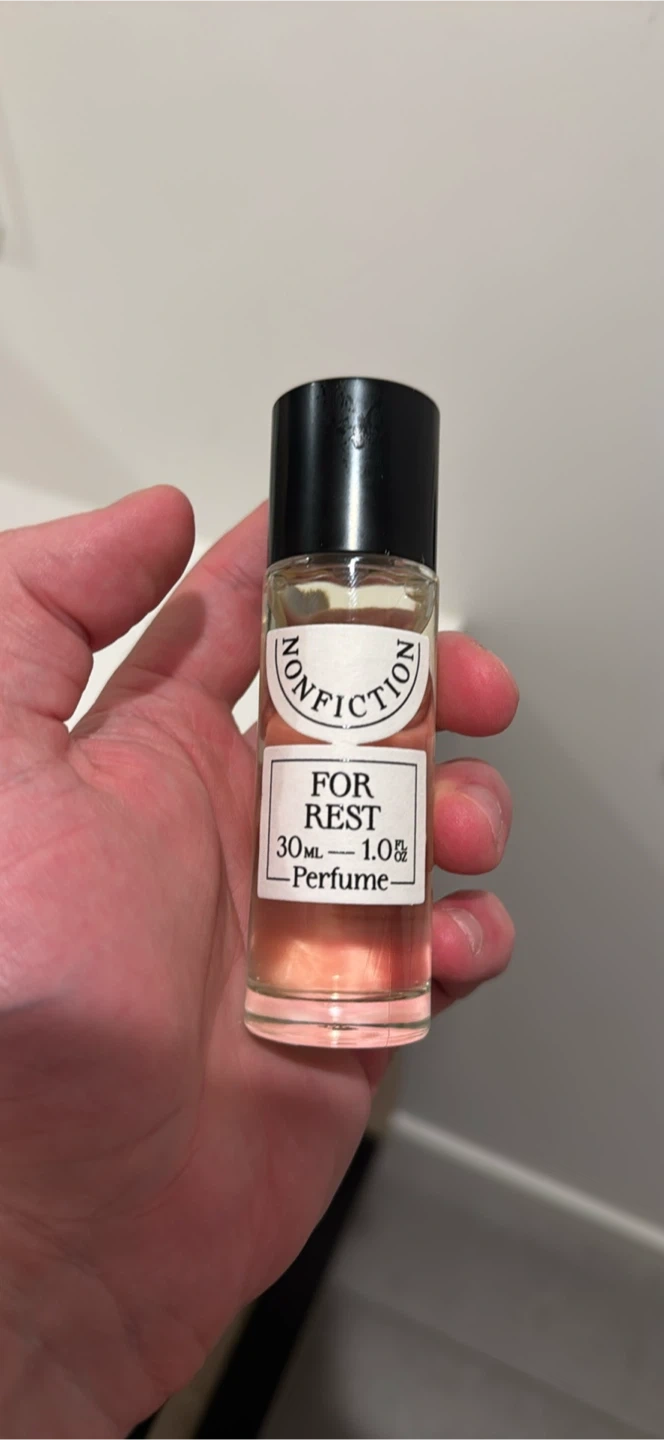 NONFICTION
FOR
REST
30ML — 1.0 FL OZ
Perfume